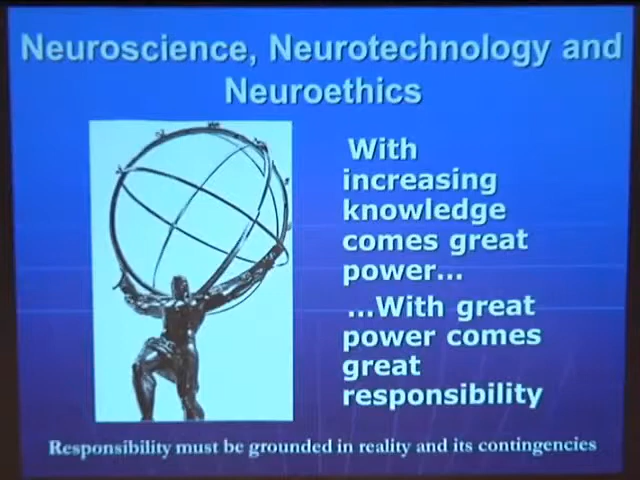 Neuroscience, Neurotechnology and
Neuroethics
With
increasing
knowledge
comes great
power...
...With great
power comes
great
responsibility
Responsibility must be grounded in reality and its contingencies